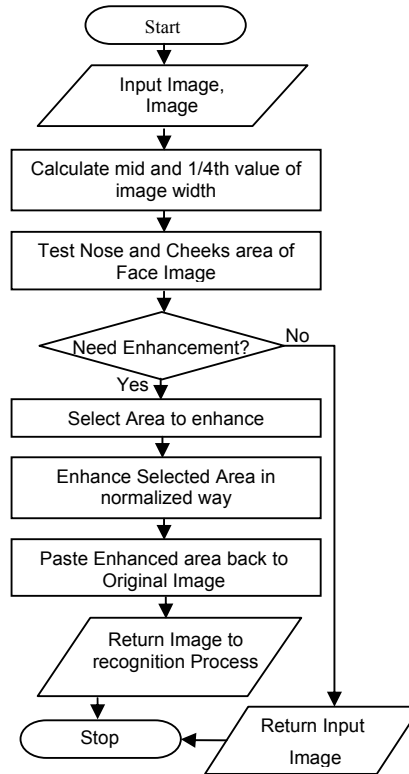 Start
Input Image,
Image
Calculate mid and 1/4th value of
image width
Test Nose and Cheeks area of
Face Image
Need Enhancement?
No
Yes
Select Area to enhance
Enhance Selected Area in
normalized way
Paste Enhanced area back to
Original Image
Return Image to
recognition Process
Stop
Return Input
Image